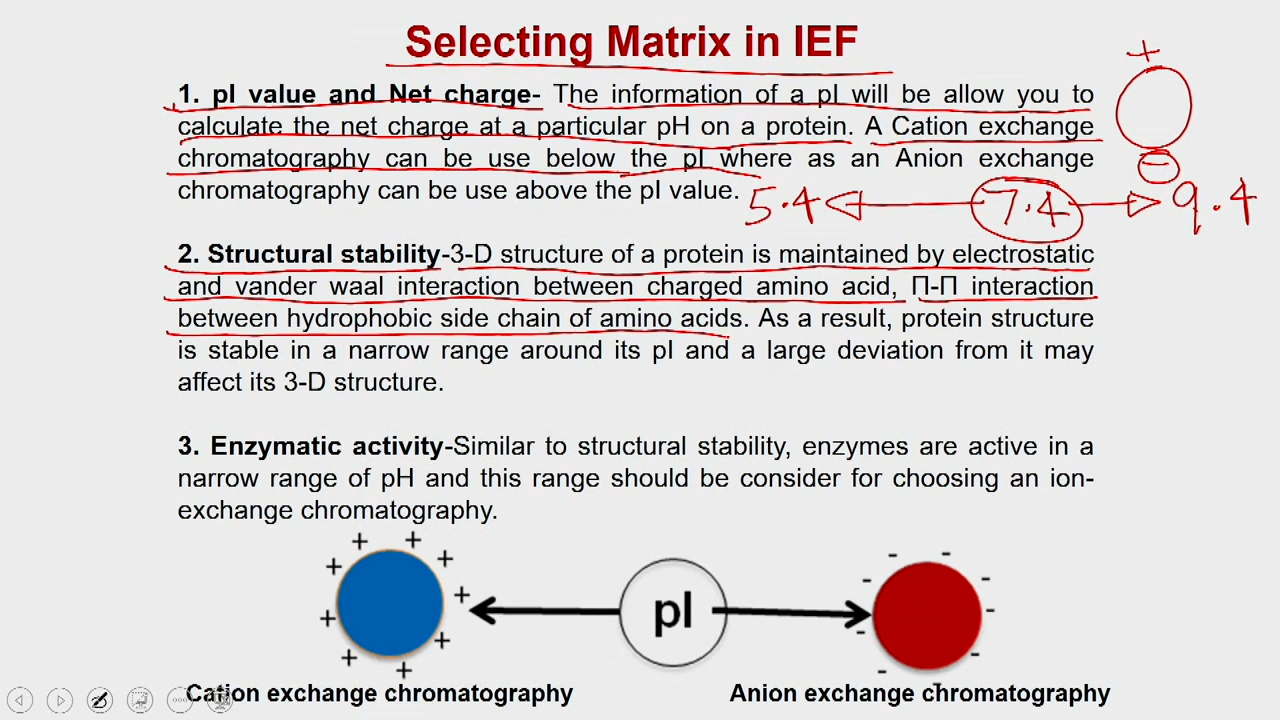 Selecting Matrix in IEF
1. pI value and Net charge- The information of a pI will be allow you to
calculate the net charge at a particular pH on a protein. A Cation exchange
chromatography can be use below the pI where as an Anion exchange
chromatography can be use above the pI value.
5.4 7.4 9.4
+
-
2. Structural stability-3-D structure of a protein is maintained by electrostatic
and vander waal interaction between charged amino acid, Π-Π interaction
between hydrophobic side chain of amino acids. As a result, protein structure
is stable in a narrow range around its pI and a large deviation from it may
affect its 3-D structure.
3. Enzymatic activity-Similar to structural stability, enzymes are active in a
narrow range of pH and this range should be consider for choosing an ion-
exchange chromatography.
+ + + + + + + + + +
pI
- - - - - - - - -
Cation exchange chromatography
Anion exchange chromatography